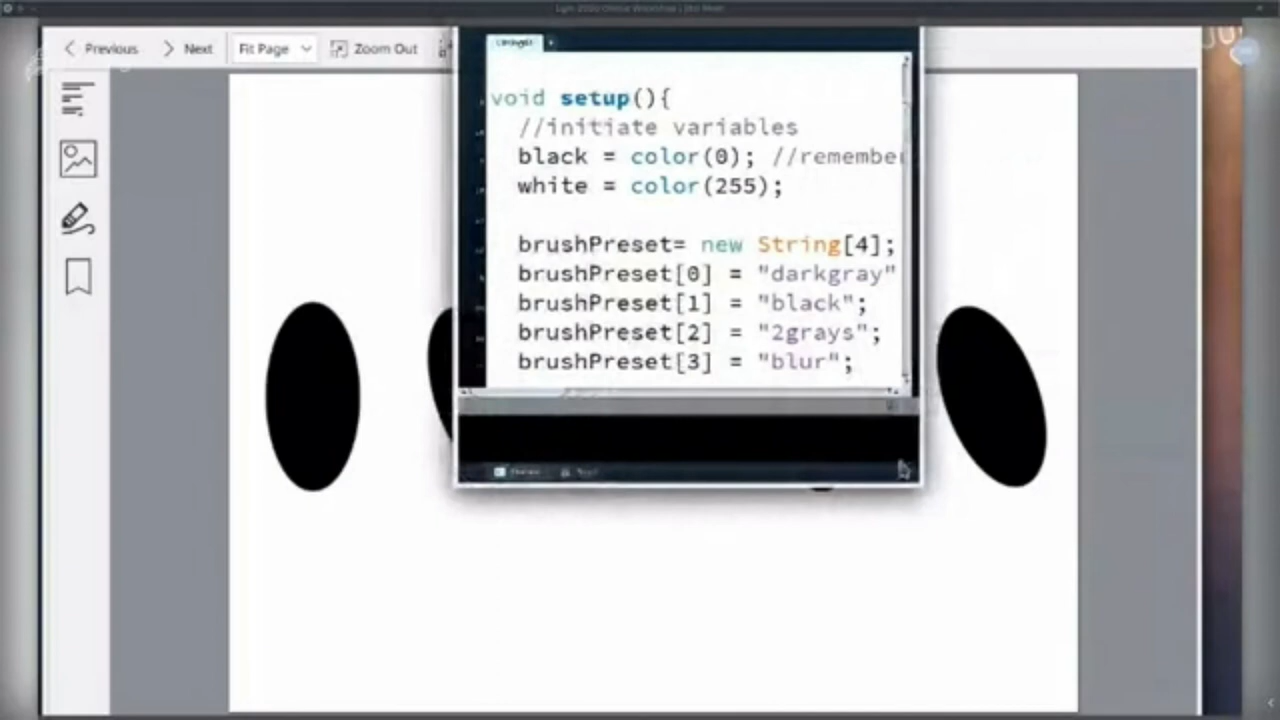 Previous
Next
Fit Page
Zoom Out
void setup(){
//initiate variables
black = color(0); //remember
white = color(255);
brushPreset= new String[4];
brushPreset[0] = "darkgray"
brushPreset[1] = "black";
brushPreset[2] = "2grays";
brushPreset[3] = "blur";